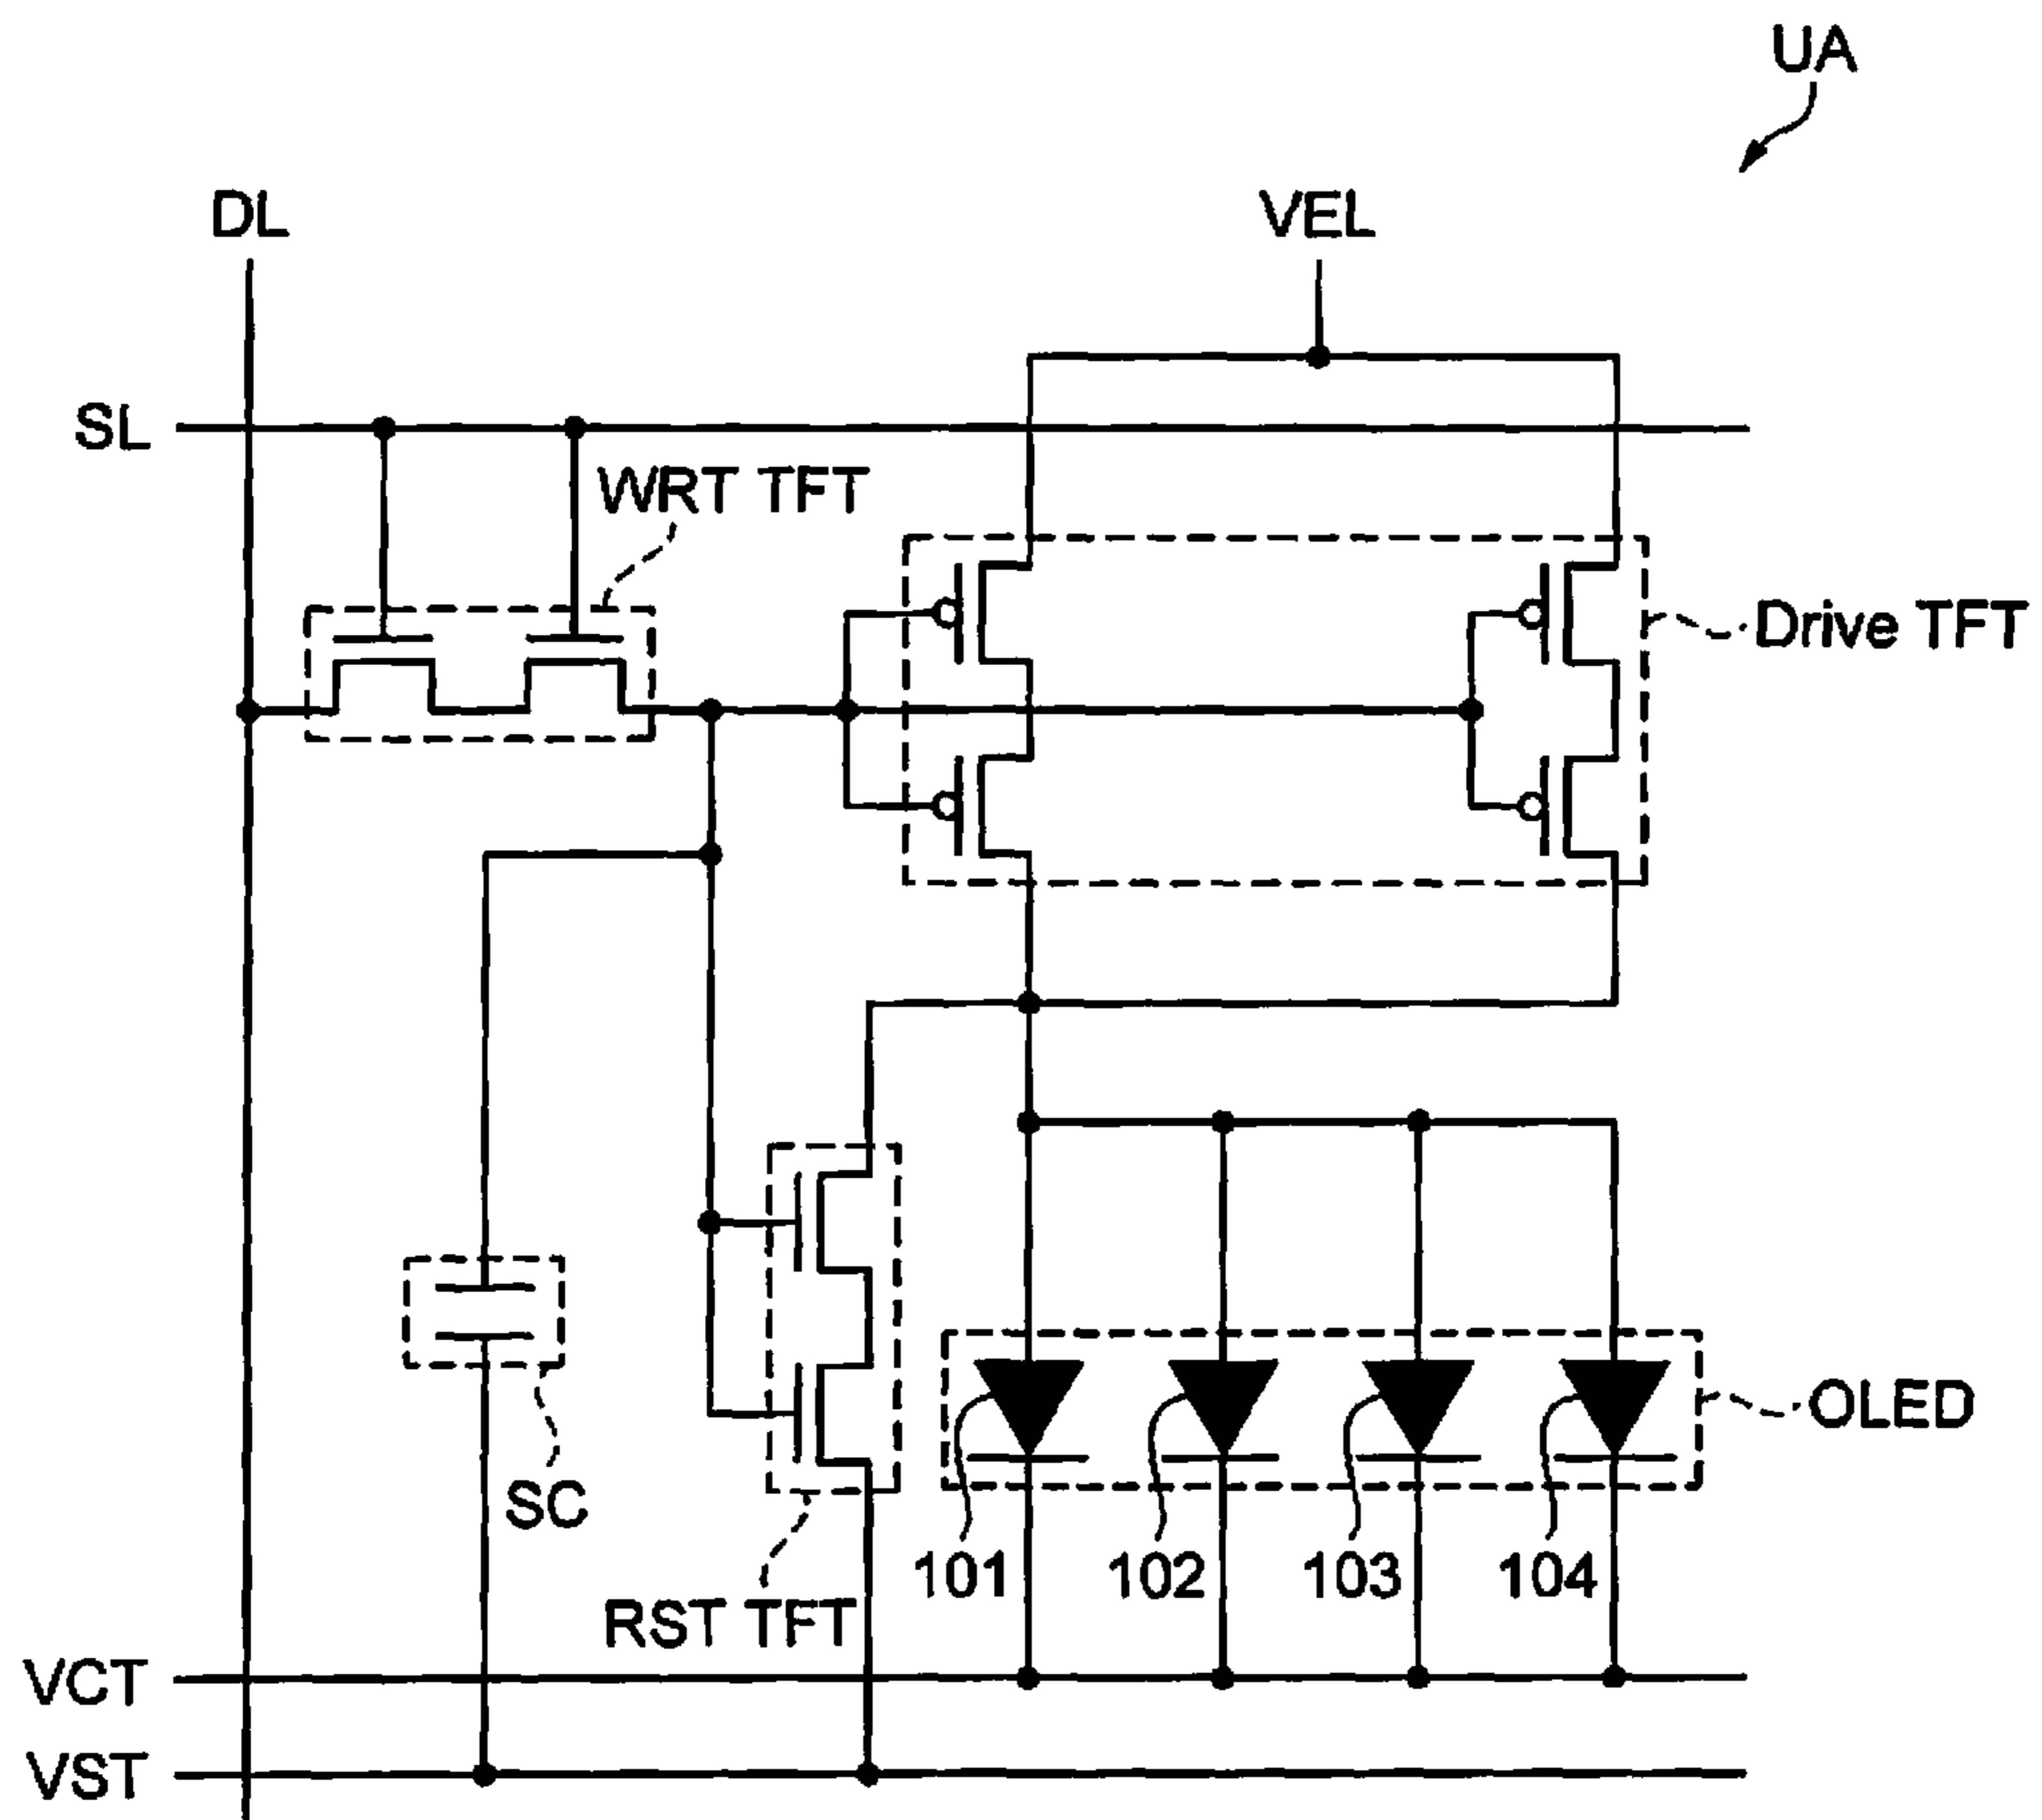 UA
DL
VEL
SL
WRT TFT
Drive TFT
SC
RST TFT
OLED
101
102
103
104
VCT
VST